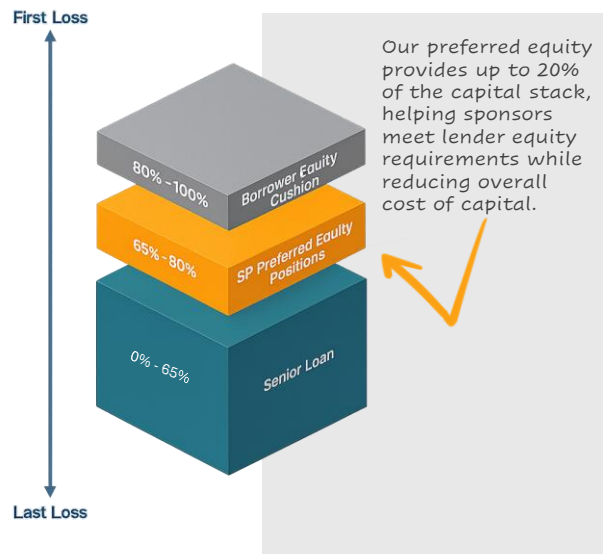 First Loss
Our preferred equity
provides up to 20%
of the capital stack,
helping sponsors
meet lender equity
requirements while
reducing overall
cost of capital.
80% - 100%
Borrower Equity
Cushion
65% - 80%
SP Preferred Equity
Positions
0% - 65%
Senior Loan
Last Loss